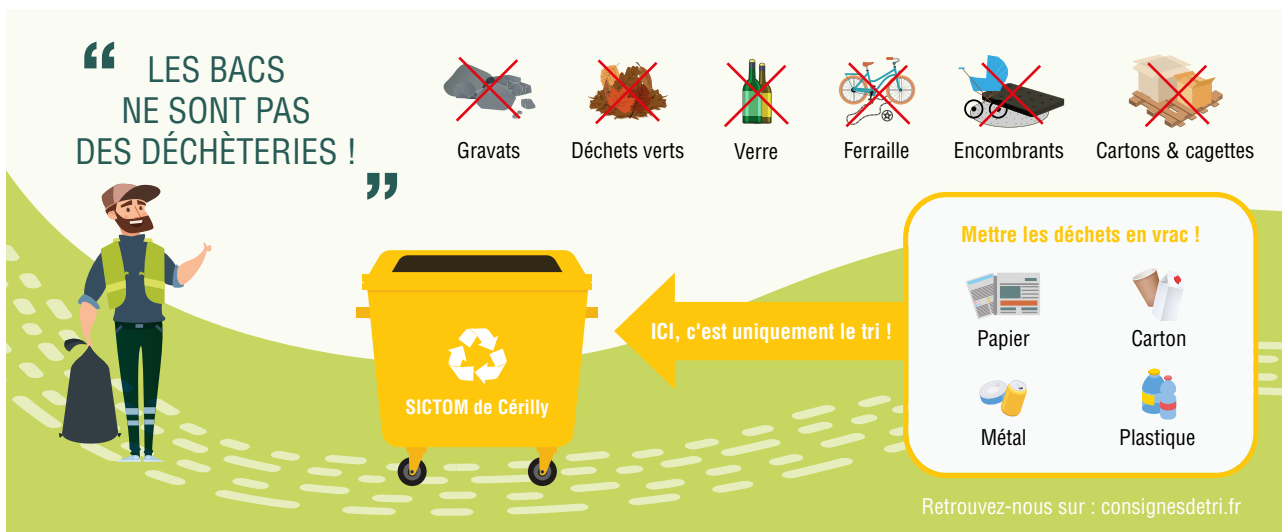 “ LES BACS
NE SONT PAS
DES DÉCHÈTERIES ! ”
Gravats
Déchets verts
Verre
Ferraille
Encombrants
Cartons & cagettes
Mettre les déchets en vrac !
Papier
Carton
Métal
Plastique
ICI, c'est uniquement le tri !
SICTOM de Cérilly
Retrouvez-nous sur : consignesdetri.fr